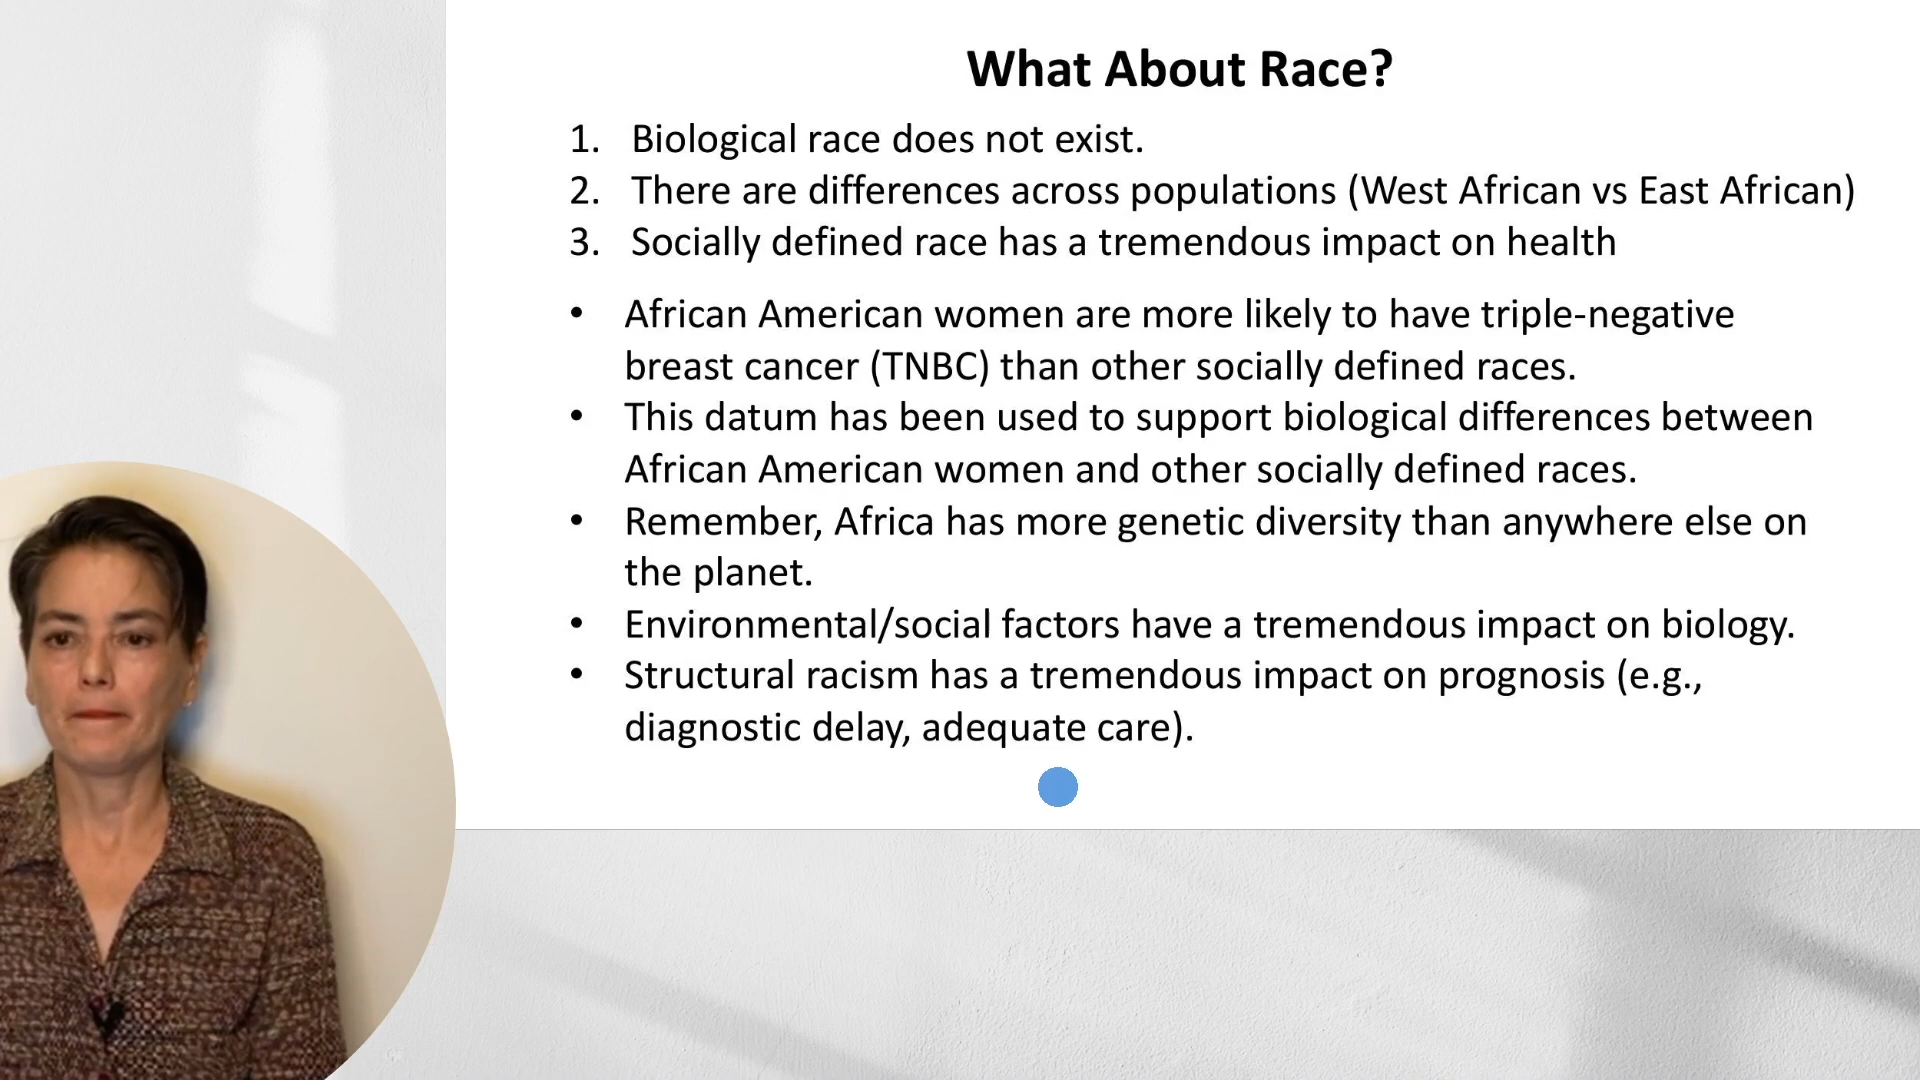 What About Race?
1. Biological race does not exist.
2. There are differences across populations (West African vs East African)
3. Socially defined race has a tremendous impact on health
• African American women are more likely to have triple-negative
breast cancer (TNBC) than other socially defined races.
• This datum has been used to support biological differences between
African American women and other socially defined races.
• Remember, Africa has more genetic diversity than anywhere else on
the planet.
• Environmental/social factors have a tremendous impact on biology.
• Structural racism has a tremendous impact on prognosis (e.g.,
diagnostic delay, adequate care).